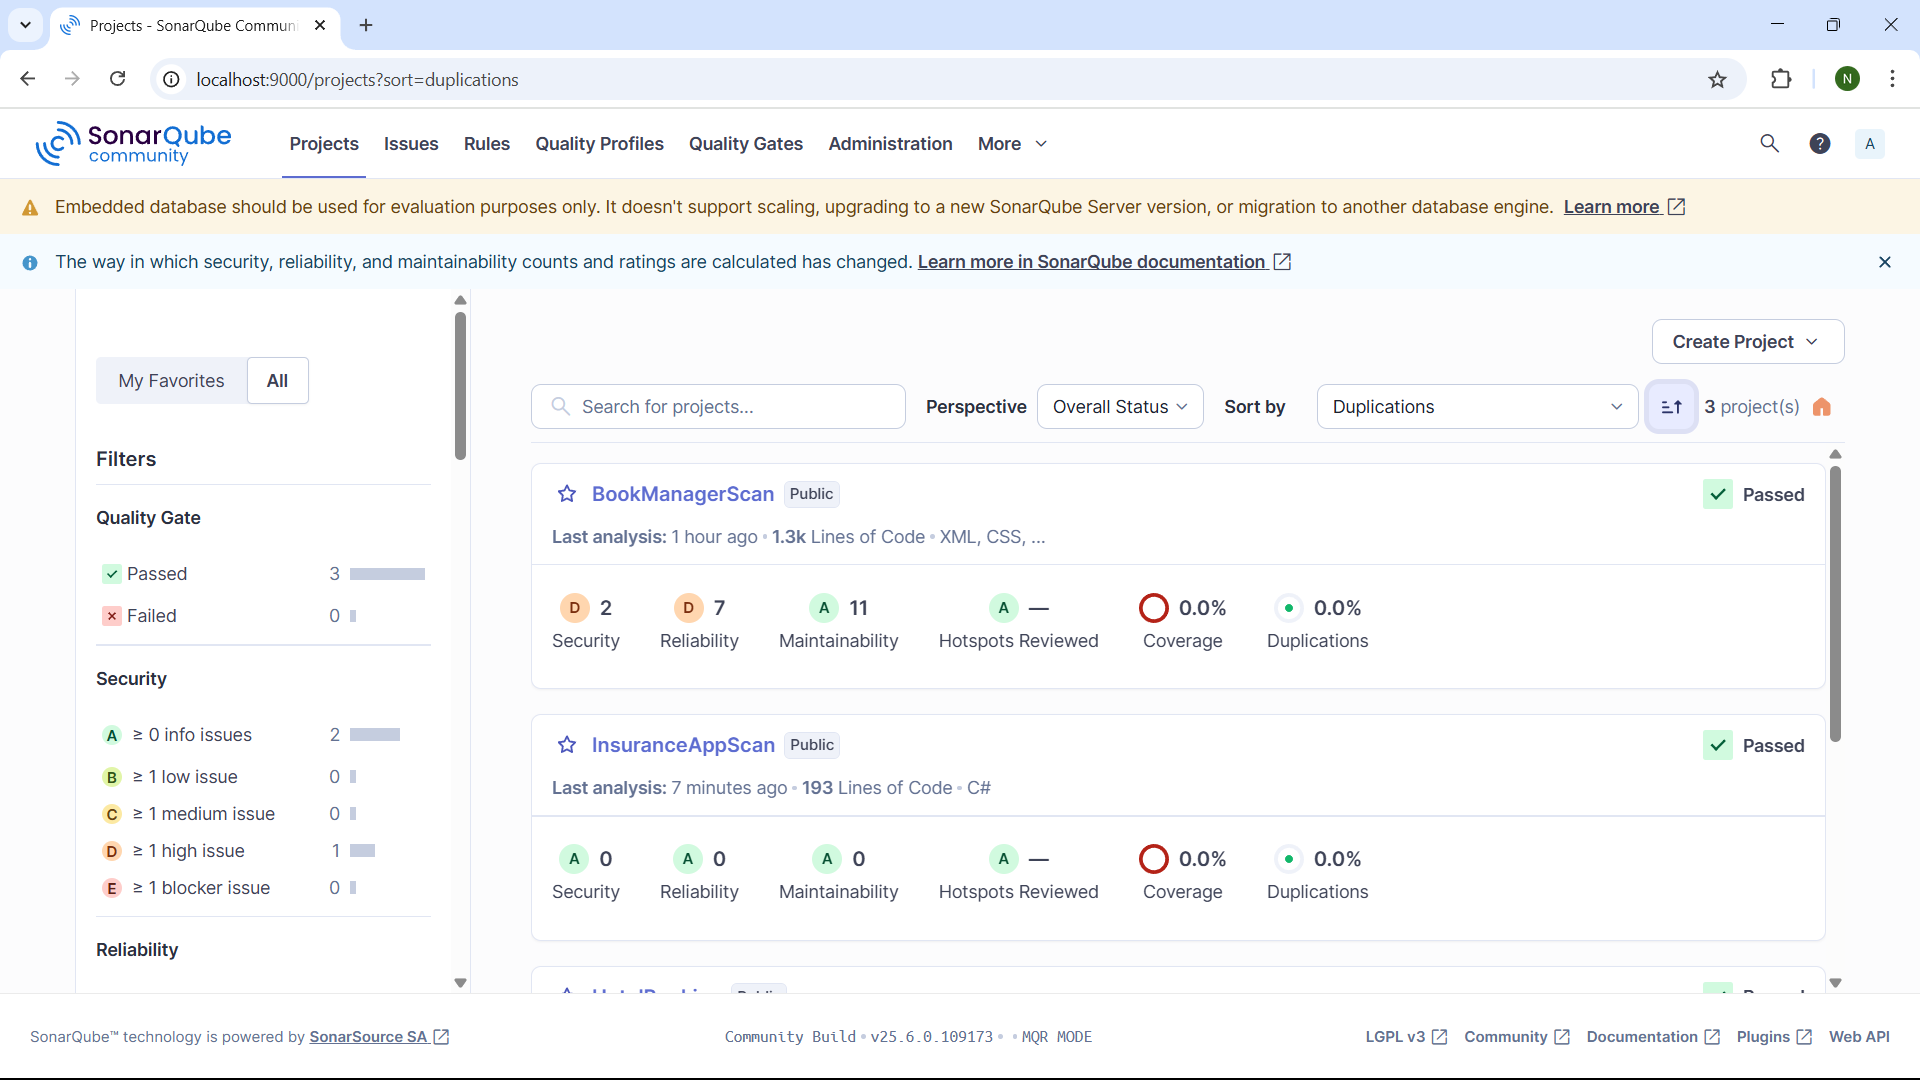 Projects - SonarQube Commun
localhost:9000/projects?sort=duplications
N
SonarQube community
Projects Issues Rules Quality Profiles Quality Gates Administration More
? A
Embedded database should be used for evaluation purposes only. It doesn't support scaling, upgrading to a new SonarQube Server version, or migration to another database engine. Learn more
The way in which security, reliability, and maintainability counts and ratings are calculated has changed. Learn more in SonarQube documentation
My Favorites All
Filters
Quality Gate
Passed 3
Failed 0
Security
A ≥ 0 info issues 2
B ≥ 1 low issue 0
C ≥ 1 medium issue 0
D ≥ 1 high issue 1
E ≥ 1 blocker issue 0
Reliability
Create Project
Search for projects... Perspective Overall Status Sort by Duplications 3 project(s)
BookManagerScan Public Passed
Last analysis: 1 hour ago • 1.3k Lines of Code • XML, CSS, ...
D 2 D 7 A 11 A — 0.0% 0.0%
Security Reliability Maintainability Hotspots Reviewed Coverage Duplications
InsuranceAppScan Public Passed
Last analysis: 7 minutes ago • 193 Lines of Code • C#
A 0 A 0 A 0 A — 0.0% 0.0%
Security Reliability Maintainability Hotspots Reviewed Coverage Duplications
SonarQube™ technology is powered by SonarSource SA
Community Build • v25.6.0.109173 • • MQR MODE
LGPL v3 Community Documentation Plugins Web API